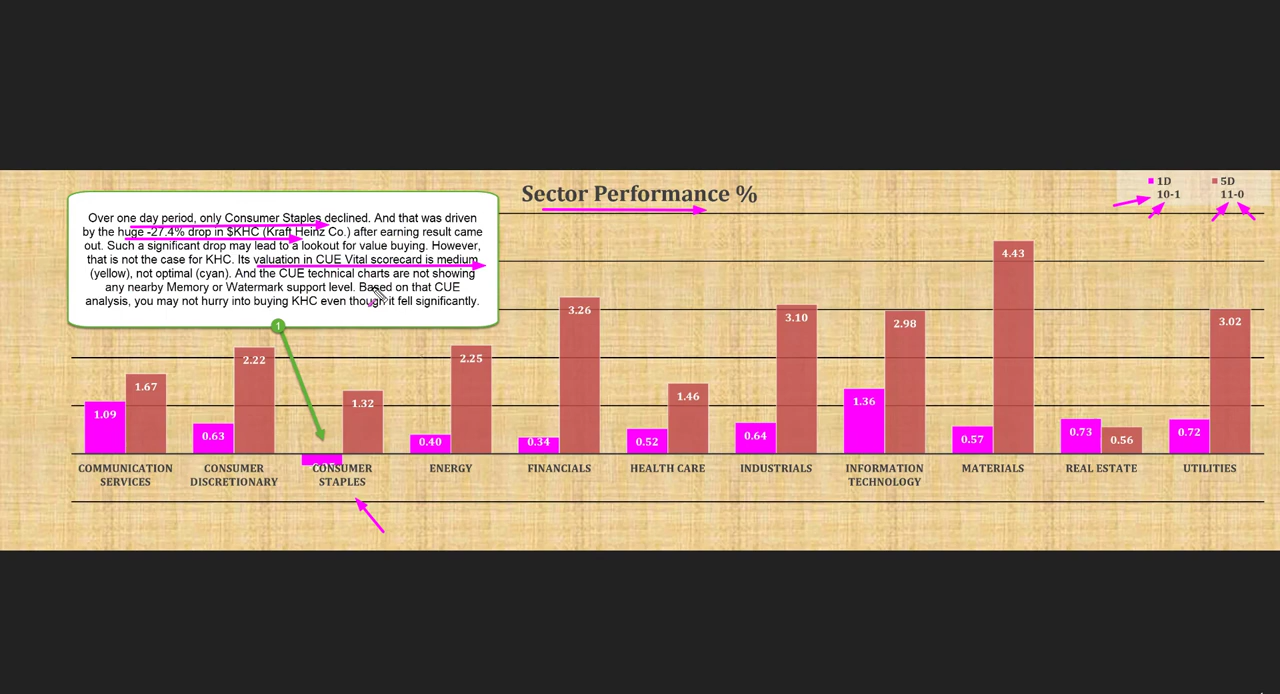 Sector Performance %
1D
10-1
5D
11-0
Over one day period, only Consumer Staples declined. And that was driven
by the huge -27.4% drop in $KHC (Kraft Heinz Co.) after earning result came
out. Such a significant drop may lead to a lookout for value buying. However,
that is not the case for KHC. Its valuation in CUE Vital scorecard is medium
(yellow), not optimal (cyan). And the CUE technical charts are not showing
any nearby Memory or Watermark support level. Based on that CUE
analysis, you may not hurry into buying KHC even though it fell significantly.
1
1.09
1.67
0.63
2.22
1.32
0.40
2.25
0.34
3.26
0.52
1.46
0.64
3.10
1.36
2.98
0.57
4.43
0.73
0.56
0.72
3.02
COMMUNICATION
SERVICES
CONSUMER
DISCRETIONARY
CONSUMER
STAPLES
ENERGY
FINANCIALS
HEALTH CARE
INDUSTRIALS
INFORMATION
TECHNOLOGY
MATERIALS
REAL ESTATE
UTILITIES